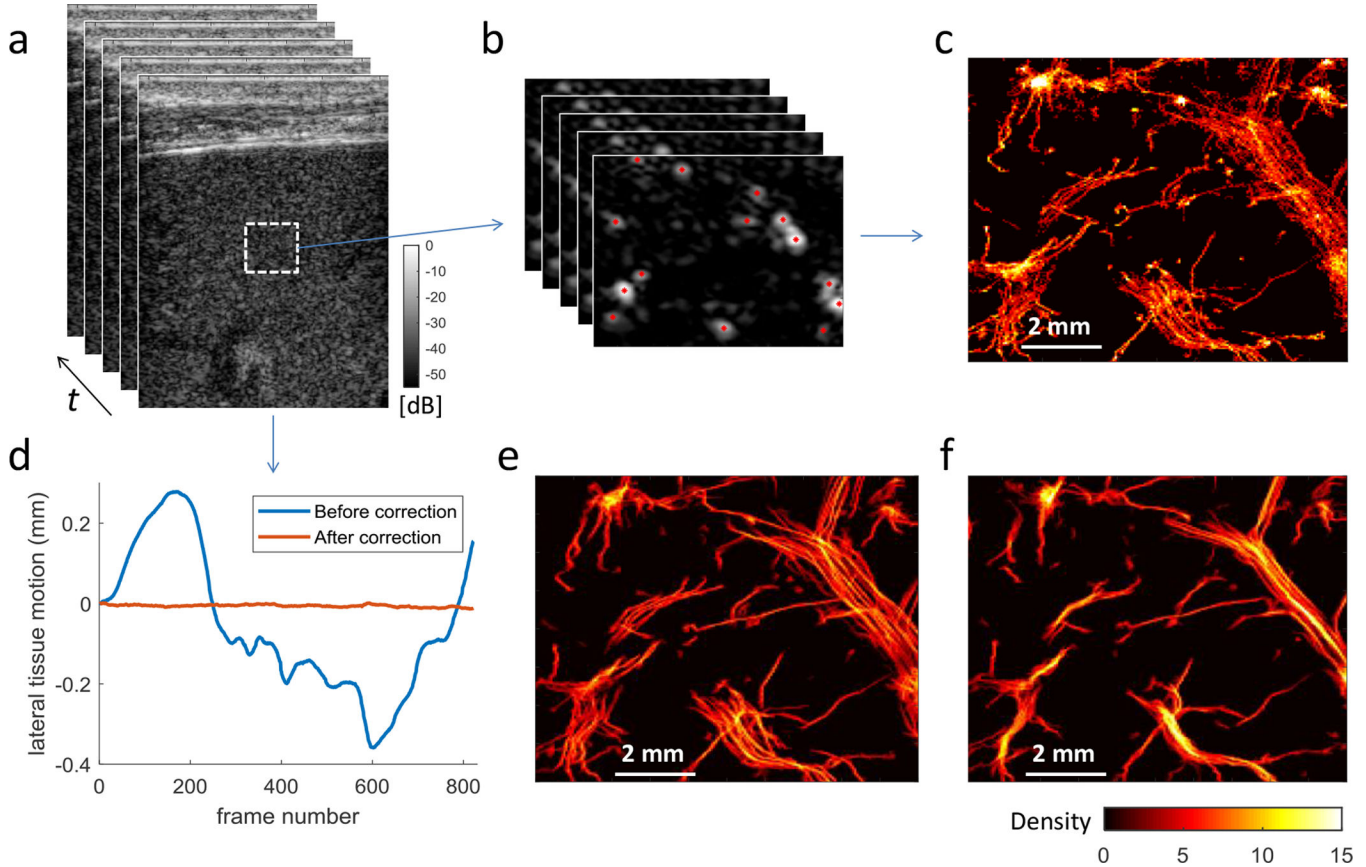 a
b
c
0
-10
-20
-30
-40
-50
[dB]
t
2 mm
d
e
f
Before correction
After correction
lateral tissue motion (mm)
0.2
0
-0.2
-0.4
0
200
400
600
800
frame number
2 mm
2 mm
Density
0
5
10
15